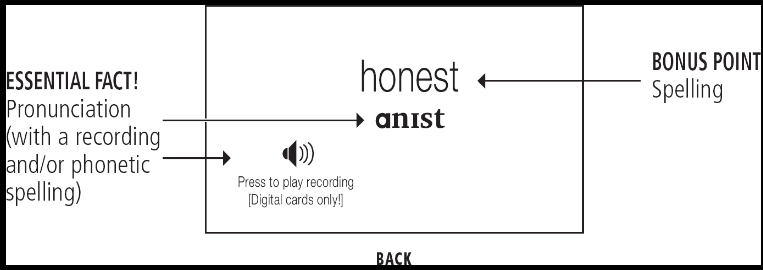 ESSENTIAL FACT!
Pronunciation
(with a recording
and/or phonetic
spelling)
honest
ɑnɪst
Press to play recording
[Digital cards only!]
BONUS POINT
Spelling
BACK